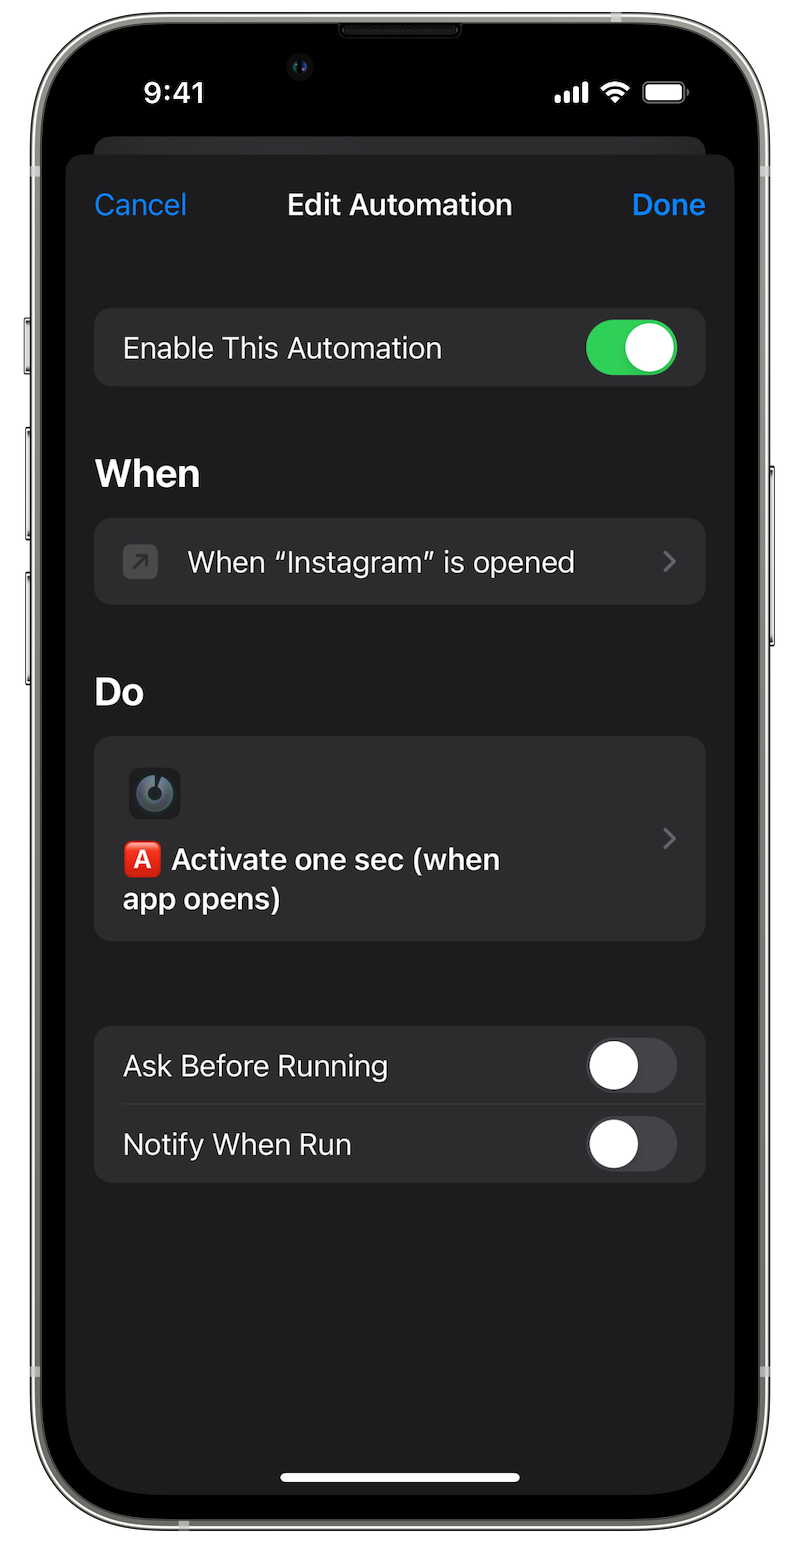 9:41
Cancel Edit Automation Done
Enable This Automation
When
When “Instagram” is opened
Do
🅰️ Activate one sec (when
app opens)
Ask Before Running
Notify When Run